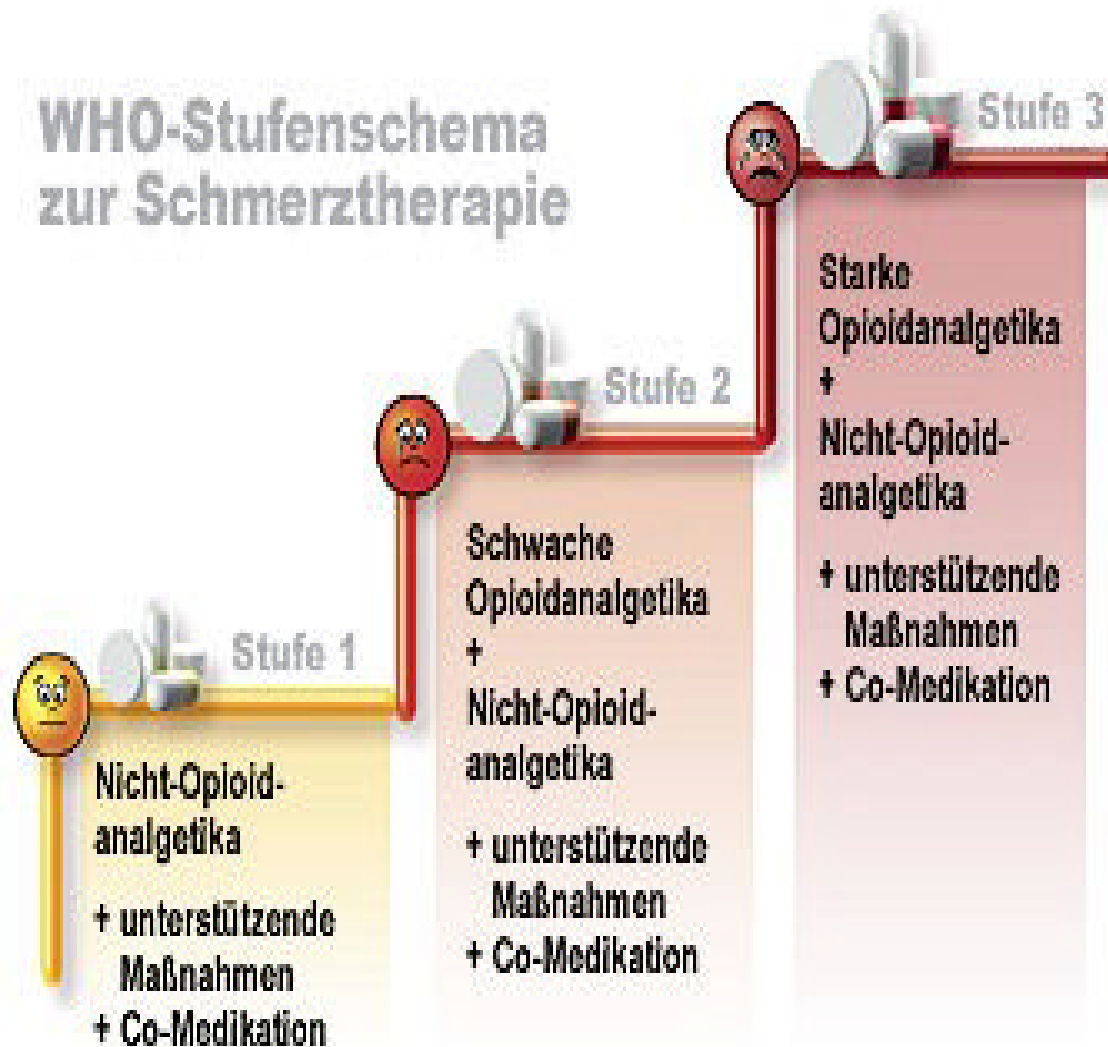 WHO-Stufenschema
zur Schmerztherapie
Stufe 1
Nicht-Opioid-
analgetika
+ unterstützende
Maßnahmen
+ Co-Medikation
Stufe 2
Schwache
Opioidanalgetika
+
Nicht-Opioid-
analgetika
+ unterstützende
Maßnahmen
+ Co-Medikation
Stufe 3
Starke
Opioidanalgetika
+
Nicht-Opioid-
analgetika
+ unterstützende
Maßnahmen
+ Co-Medikation